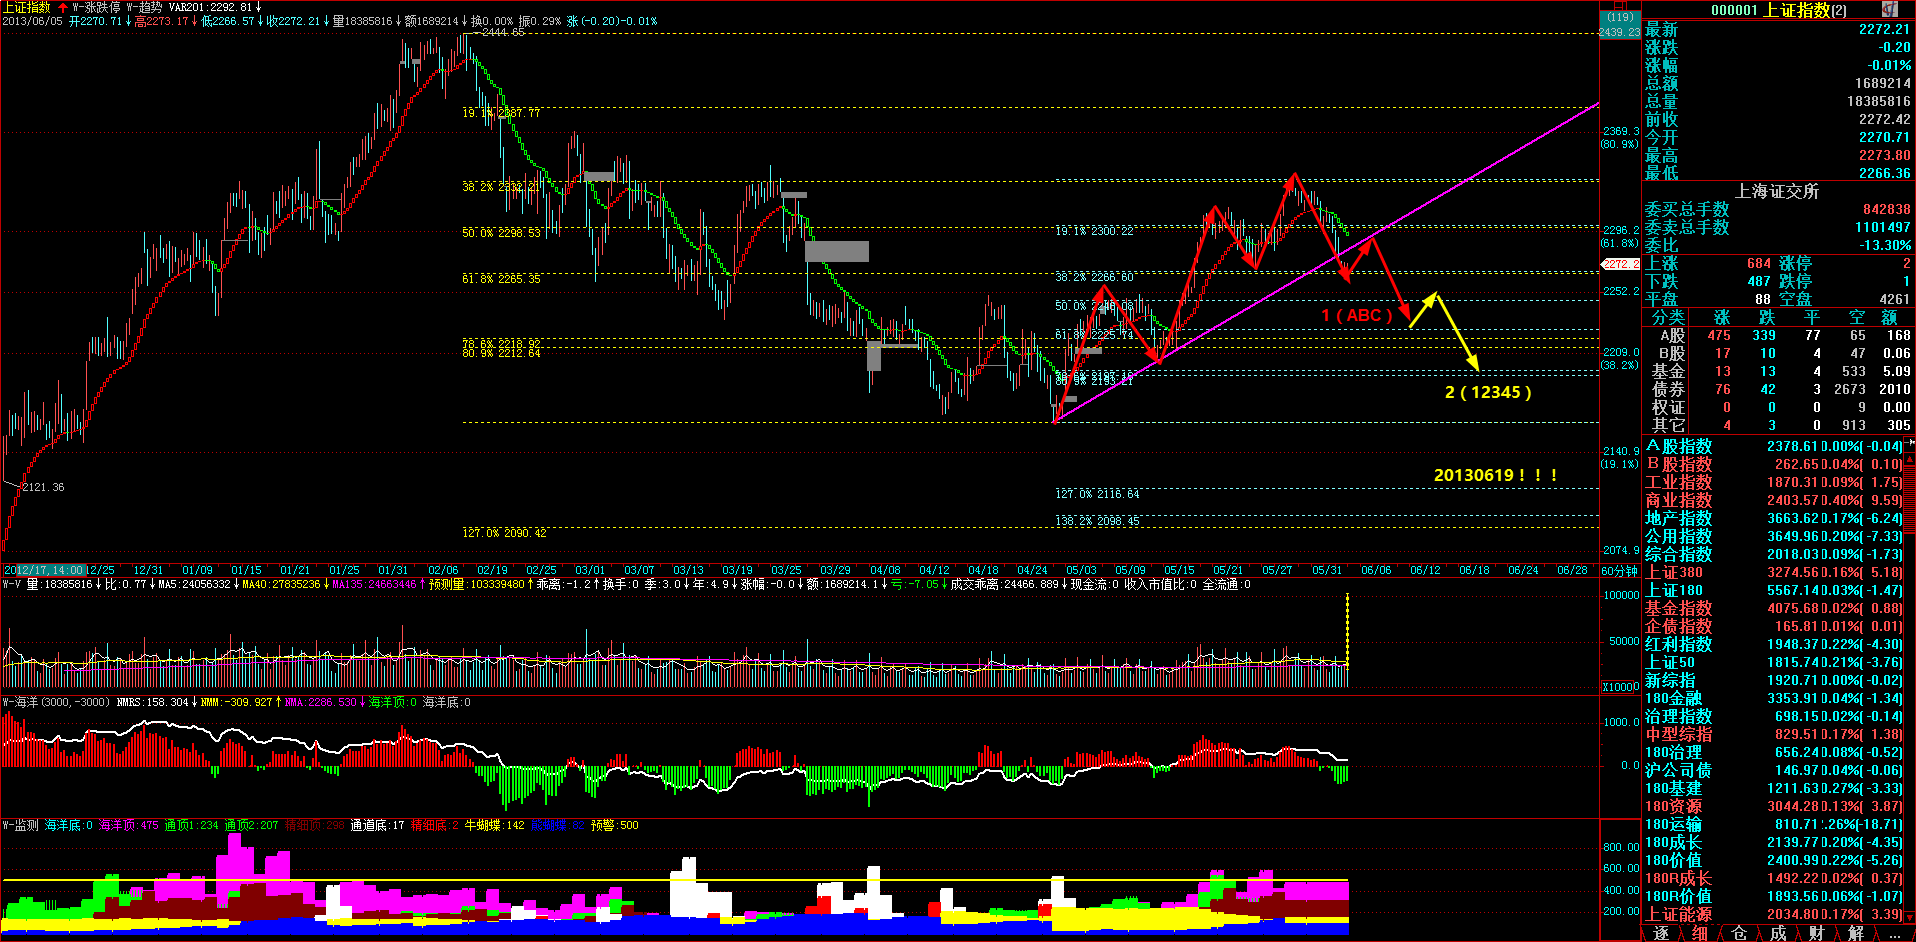 上证指数 W-涨跌停 W-趋势 VAR201:2292.81↓
2013/06/05 开2270.71↓高2273.17↓低2266.57↓收2272.21↓量18385816↓额1689214↓换0.00% 振0.29% 涨(-0.20)-0.01%
2444.65
19.1% 2387.77
38.2% 2332.21
50.0% 2298.53
61.8% 2265.35
78.6% 2218.92
80.9% 2212.64
127.0% 2090.42
19.1% 2300.22
38.2% 2266.60
61.8% 2225.74
80.9% 2193.21
127.0% 2116.64
138.2% 2098.45
2121.36
1（ABC）
2（12345）
20130619！！！
(119)
2439.23
2369.3
(80.9%)
2296.2
(61.8%)
2272.2
2252.2
2209.0
(38.2%)
2140.9
(19.1%)
2074.9
2012/17,14:00 12/25 12/31 01/09 01/15 01/21 01/25 01/31 02/06 02/19 02/25 03/01 03/07 03/13 03/19 03/25 03/29 04/08 04/12 04/18 04/24 05/03 05/09 05/15 05/21 05/27 05/31 06/06 06/12 06/18 06/24 06/28 60分钟
W-V 量:18385816↓比:0.77↓MA5:24056332↓MA40:27835236↓MA135:24663446↑预测量:103339480↑乖离:-1.2↑换手:0 季:3.0↓年:4.9↓涨幅:-0.0↓额:1689214.1↓亏:-7.05↓成交乖离:24466.889↓现金流:0 收入市值比:0 全流通:0
100000
50000
X10000
W-海洋(3000,-3000) NMRS:158.304↓NMM:-309.927↑NMA:2286.530↓海洋顶:0 海洋底:0
1000.0
0.0
W-监测 海洋底:0 海洋顶:475 通顶1:234 通顶2:207 精细顶:298 通道底:17 精细底:2 牛蝴蝶:142 预警:500
800.00
600.00
400.00
200.00
000001 上证指数(2)
最新 2272.21
涨跌 -0.20
涨幅 -0.01%
总额 1689214
总量 18385816
前收 2272.42
今开 2270.71
最高 2273.80
最低 2266.36
上海证交所
委买总手数 842838
委卖总手数 1101497
委比 -13.30%
上涨 684 涨停 2
下跌 487 跌停 1
平盘 88 空盘 4261
分类 涨 跌 平 空 额
A股 475 339 77 65 168
B股 17 10 4 47 0.06
基金 13 13 4 533 5.09
债券 76 42 3 2673 2010
权证 0 0 0 9 0.00
其它 4 3 0 913 305
A股指数 2378.61 0.00%( -0.04)
B股指数 262.65 0.04%( 0.10)
工业指数 1870.31 0.09%( 1.75)
商业指数 2403.57 0.40%( 9.59)
地产指数 3663.62 0.17%( -6.24)
公用指数 3649.96 0.20%( -7.33)
综合指数 2018.03 0.09%( -1.73)
上证380 3274.56 0.16%( 5.18)
上证180 5567.14 0.03%( -1.47)
基金指数 4075.68 0.02%( 0.88)
企债指数 165.81 0.01%( 0.01)
红利指数 1948.37 0.22%( -4.30)
上证50 1815.74 0.21%( -3.76)
新综指 1920.71 0.00%( -0.02)
180金融 3353.91 0.04%( -1.34)
治理指数 698.15 0.02%( -0.14)
中型综指 829.51 0.17%( 1.38)
180治理 656.24 0.08%( -0.52)
沪公司债 146.97 0.04%( -0.06)
180基建 1211.63 0.27%( -3.33)
180资源 3044.28 0.13%( 3.87)
180运输 810.71 2.26%(-18.71)
180成长 2139.77 0.20%( -4.35)
180价值 2400.99 0.22%( -5.26)
180R成长 1492.22 0.02%( 0.37)
180R价值 1893.56 0.06%( -1.07)
上证能源 2034.80 0.17%( 3.39)
逐 细 仓 成 财 解 ...